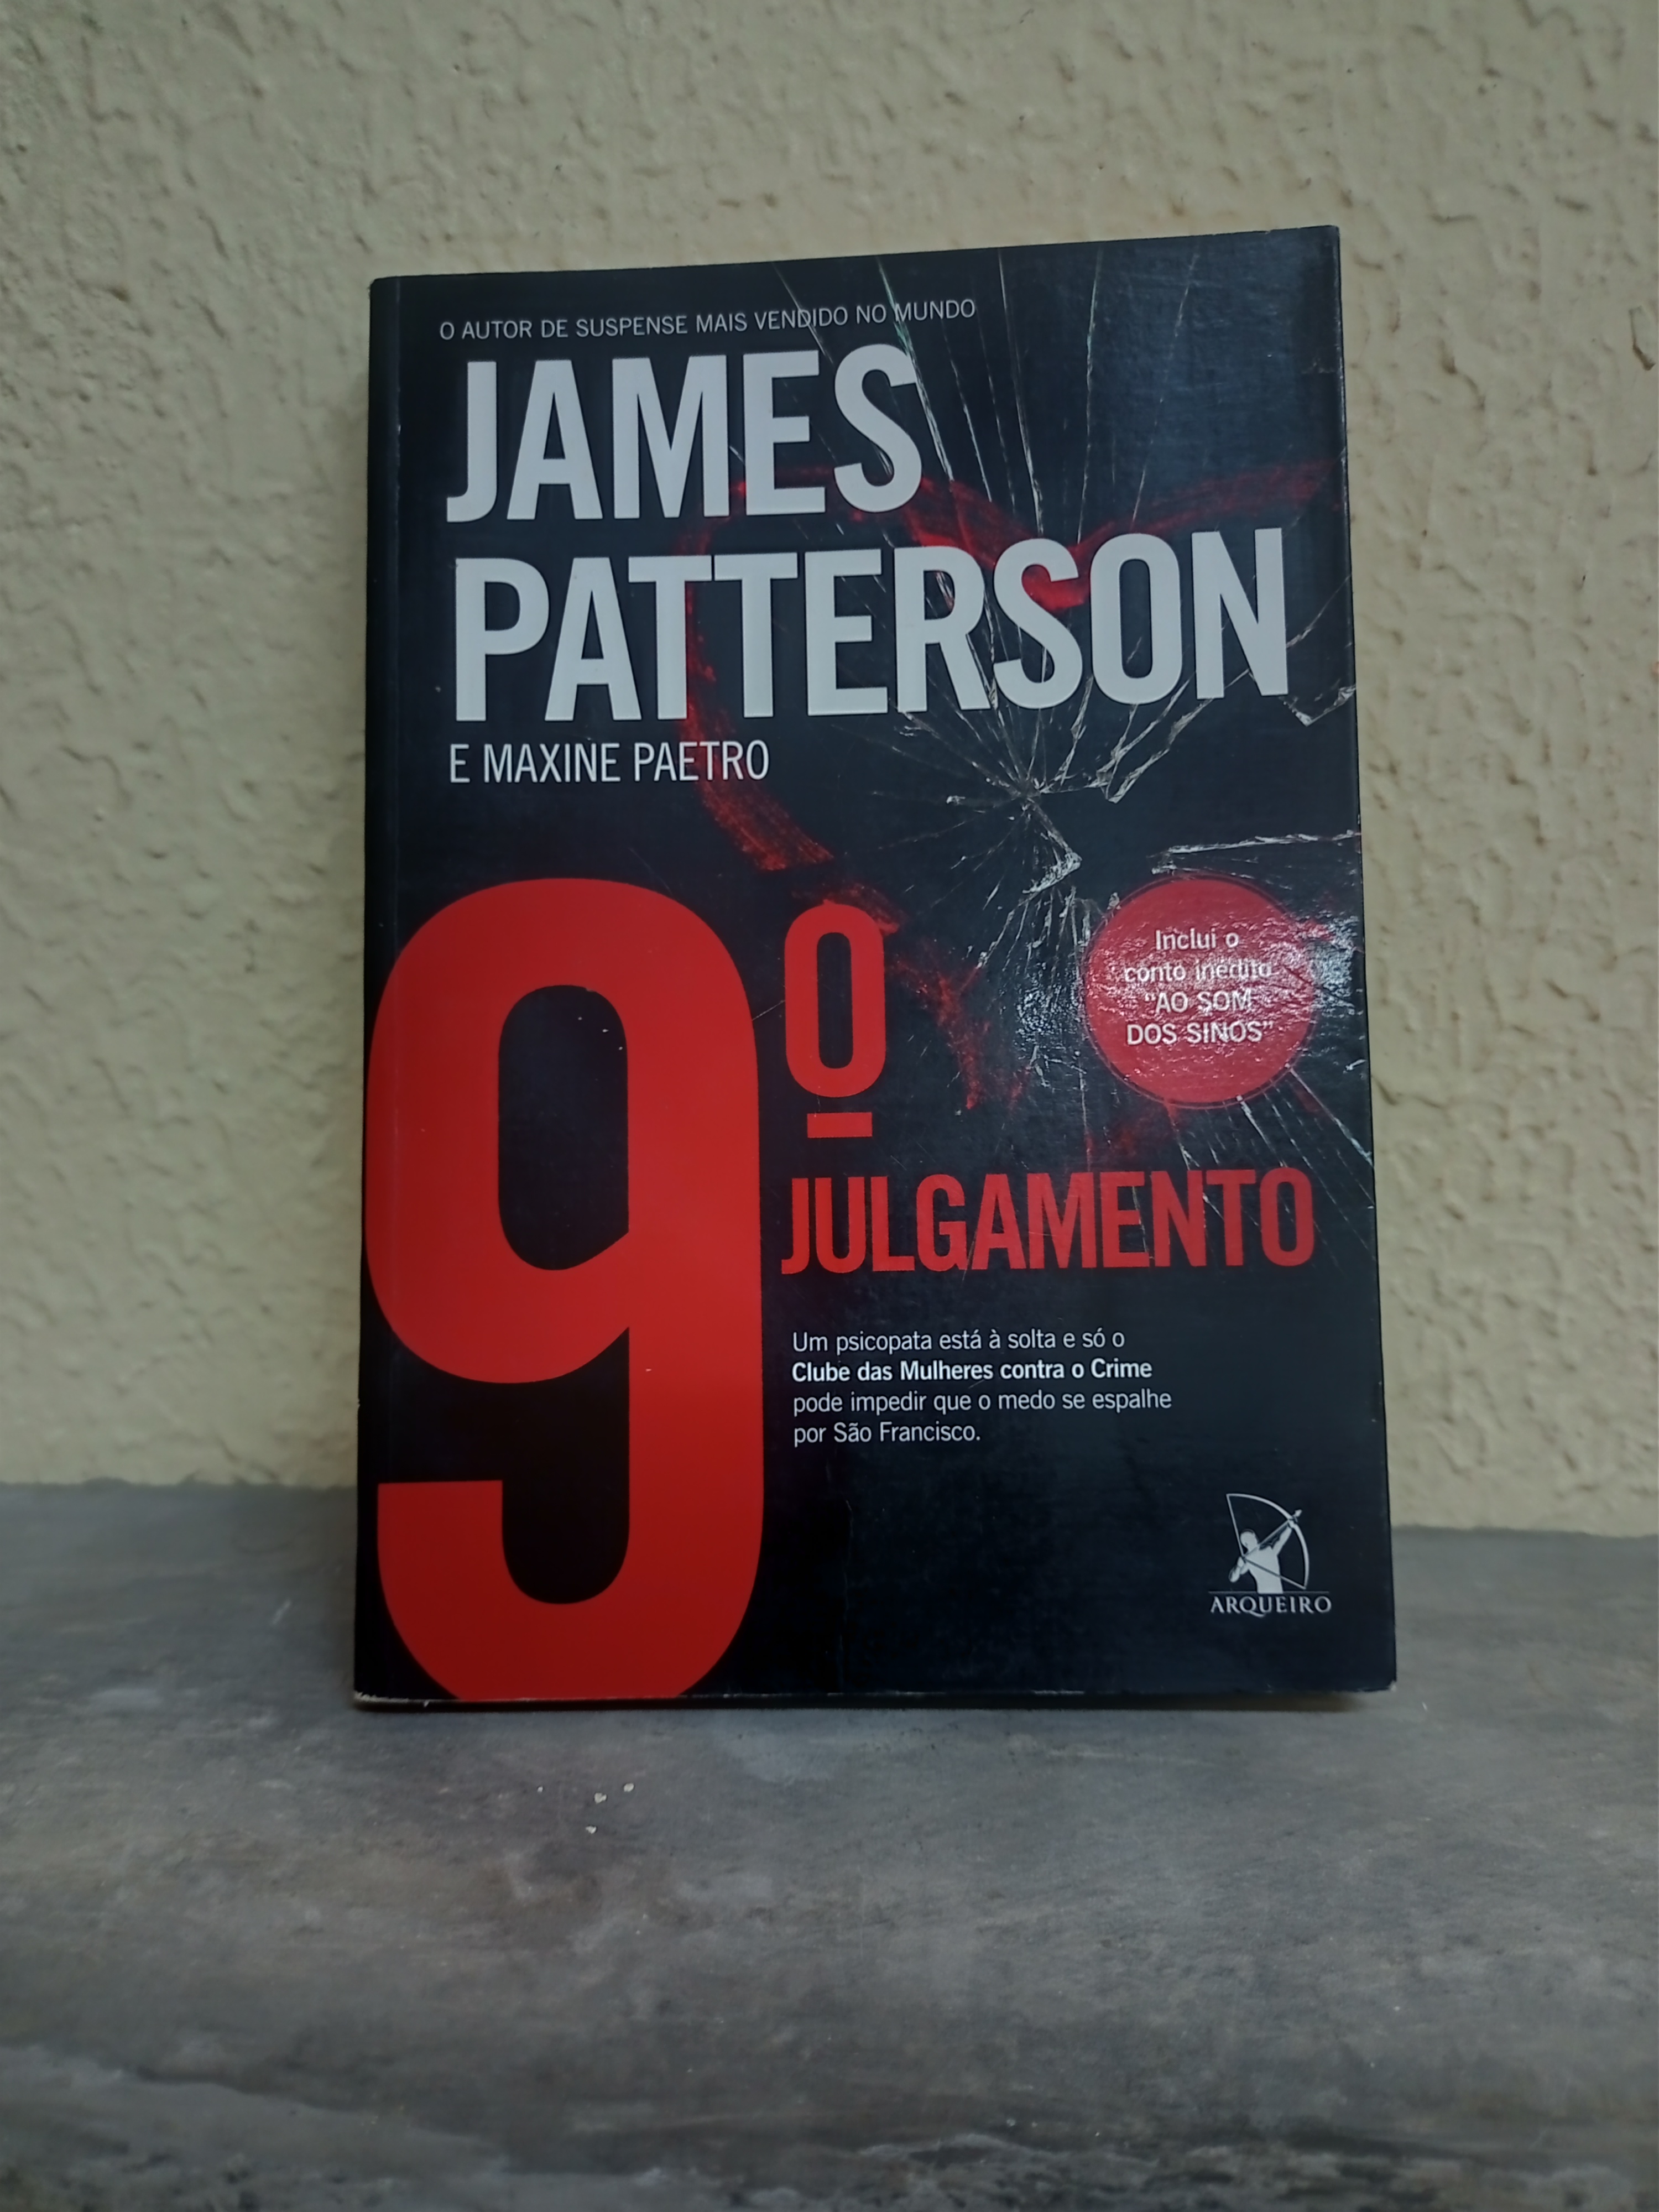 O AUTOR DE SUSPENSE MAIS VENDIDO NO MUNDO
JAMES
PATTERSON
E MAXINE PAETRO
9º
JULGAMENTO
Inclui o
conto inédito
"AO SOM
DOS SINOS"
Um psicopata está à solta e só o
Clube das Mulheres contra o Crime
pode impedir que o medo se espalhe
por São Francisco.
ARQUEIRO